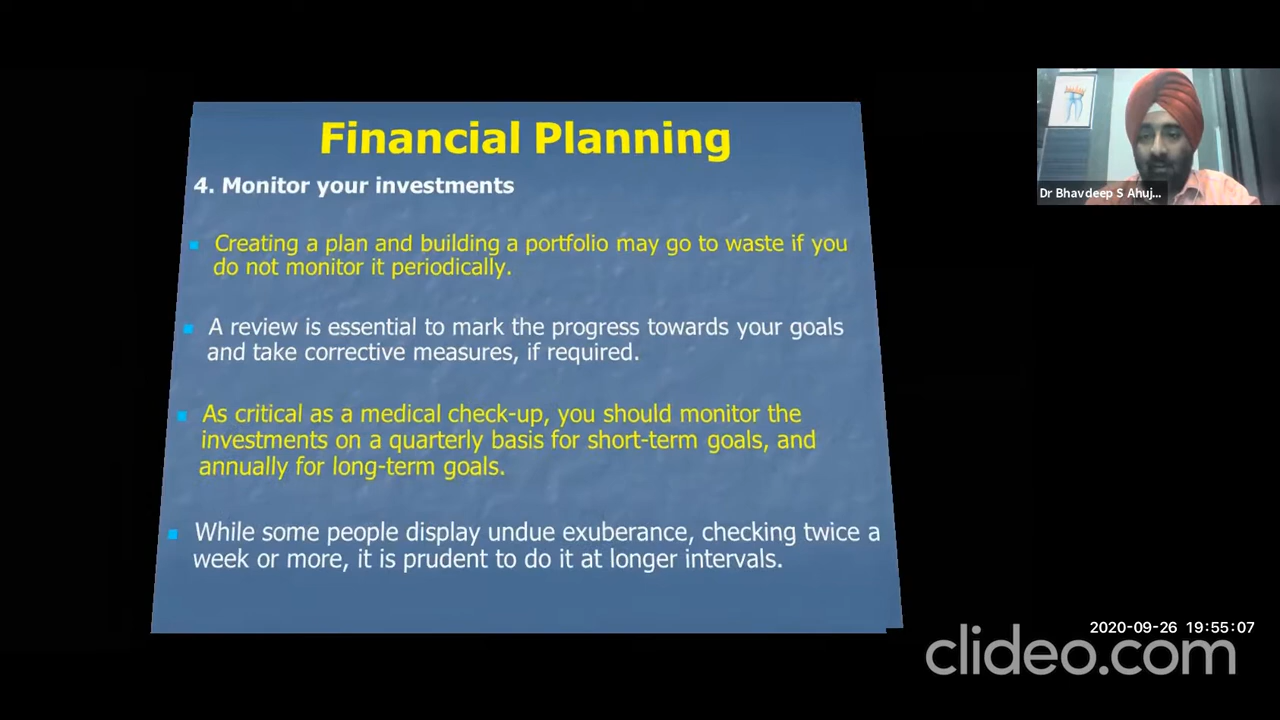 Financial Planning
4. Monitor your investments
Creating a plan and building a portfolio may go to waste if you
do not monitor it periodically.
A review is essential to mark the progress towards your goals
and take corrective measures, if required.
As critical as a medical check-up, you should monitor the
investments on a quarterly basis for short-term goals, and
annually for long-term goals.
While some people display undue exuberance, checking twice a
week or more, it is prudent to do it at longer intervals.
Dr Bhavdeep S Ahuj...
2020-09-26 19:55:07
clideo.com